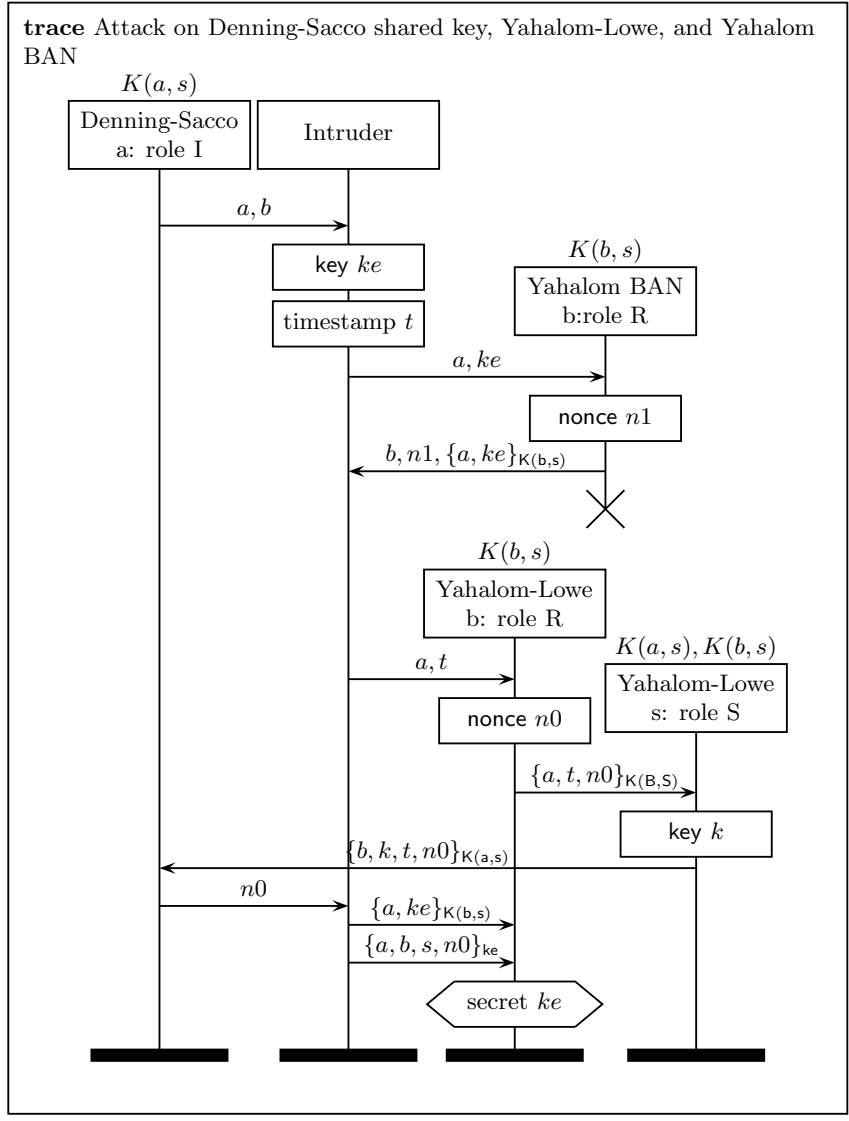 trace Attack on Denning-Sacco shared key, Yahalom-Lowe, and Yahalom
BAN
K(a, s)
Denning-Sacco
a: role I
Intruder
a, b
key ke
timestamp t
K(b, s)
Yahalom BAN
b:role R
a, ke
nonce n1
b, n1, {a, ke}K(b,s)
K(b, s)
Yahalom-Lowe
b: role R
K(a, s), K(b, s)
Yahalom-Lowe
s: role S
a, t
nonce n0
{a, t, n0}K(B,S)
key k
{b, k, t, n0}K(a,s)
n0
{a, ke}K(b,s)
{a, b, s, n0}ke
secret ke